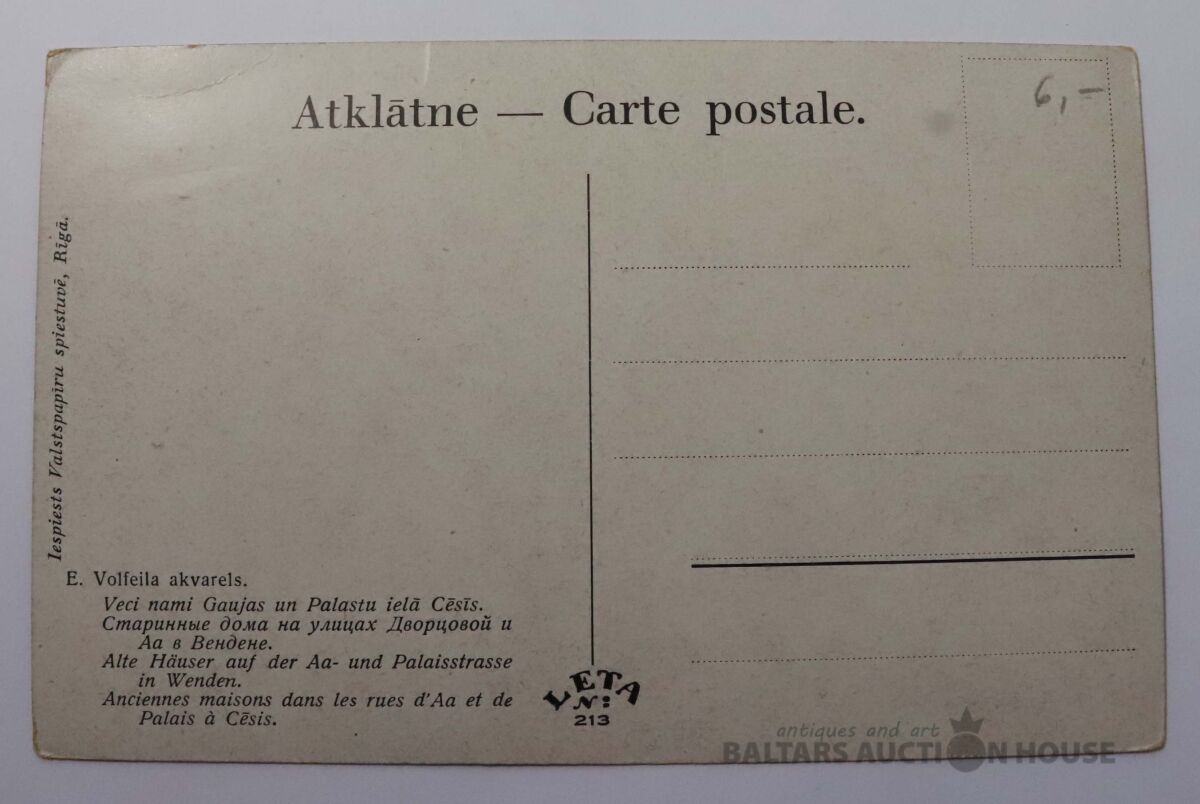 Atklātne — Carte postale.
6,—
Iespiests Valstspapīru spiestuvē, Rīgā.
E. Volfeila akvarels.
Veci nami Gaujas un Palastu ielā Cēsīs.
Старинные дома на улицах Дворцовой и
Аа в Вендене.
Alte Häuser auf der Aa- und Palaisstrasse
in Wenden.
Anciennes maisons dans les rues d'Aa et de
Palais à Cēsis.
LETA
№:
213
antiques and art
BALTARS AUCTION HOUSE